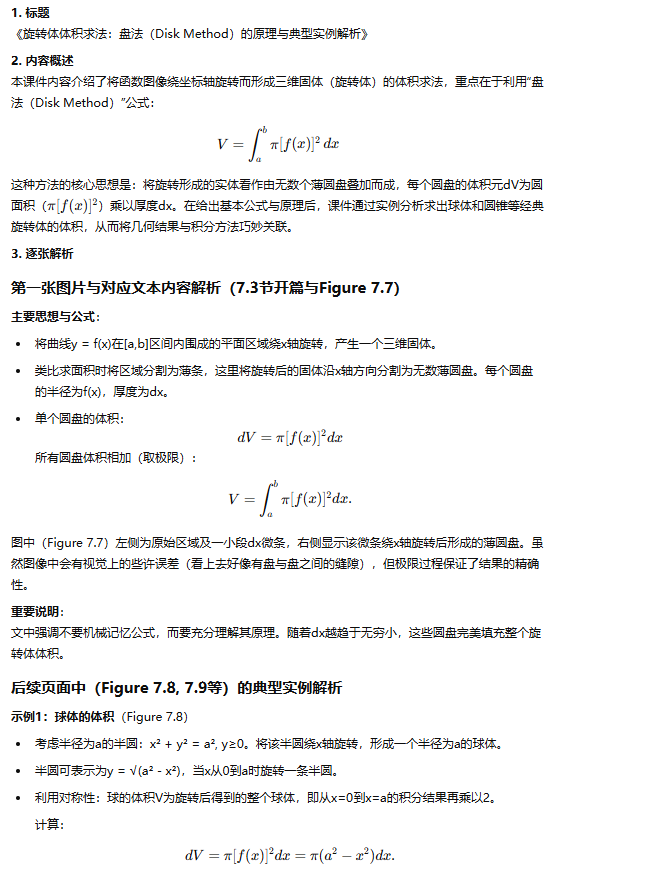 1. 标题
《旋转体体积求法：盘法（Disk Method）的原理与典型实例解析》
2. 内容概述
本课件内容介绍了将函数图像绕坐标轴旋转而形成三维固体（旋转体）的体积求法，重点在于利用“盘
法（Disk Method）”公式：
V = ∫_a^b π[f(x)]² dx
这种方法的核心思想是：将旋转形成的实体看作由无数个薄圆盘叠加而成，每个圆盘的体积元dV为圆
面积（π[f(x)]²）乘以厚度dx。在给出基本公式与原理后，课件通过实例分析求出球体和圆锥等经典
旋转体的体积，从而将几何结果与积分方法巧妙关联。
3. 逐张解析
第一张图片与对应文本内容解析（7.3节开篇与Figure 7.7）
主要思想与公式：
• 将曲线y = f(x)在[a,b]区间内围成的平面区域绕x轴旋转，产生一个三维固体。
• 类比求面积时将区域分割为薄条，这里将旋转后的固体沿x轴方向分割为无数薄圆盘。每个圆盘
的半径为f(x)，厚度为dx。
• 单个圆盘的体积：
dV = π[f(x)]²dx
所有圆盘体积相加（取极限）：
V = ∫_a^b π[f(x)]²dx.
图中（Figure 7.7）左侧为原始区域及一小段dx微条，右侧显示该微条绕x轴旋转后形成的薄圆盘。虽
然图像中会有视觉上的些许误差（看上去好像有盘与盘之间的缝隙），但极限过程保证了结果的精确
性。
重要说明：
文中强调不要机械记忆公式，而要充分理解其原理。随着dx越趋于无穷小，这些圆盘完美填充整个旋
转体体积。
后续页面中（Figure 7.8, 7.9等）的典型实例解析
示例1：球体的体积（Figure 7.8）
• 考虑半径为a的半圆：x² + y² = a², y≥0。将该半圆绕x轴旋转，形成一个半径为a的球体。
• 半圆可表示为y = √(a² - x²)，当x从0到a时旋转一条半圆。
• 利用对称性：球的体积V为旋转后得到的整个球体，即从x=0到x=a的积分结果再乘以2。
计算：
dV = π[f(x)]²dx = π(a² − x²)dx.